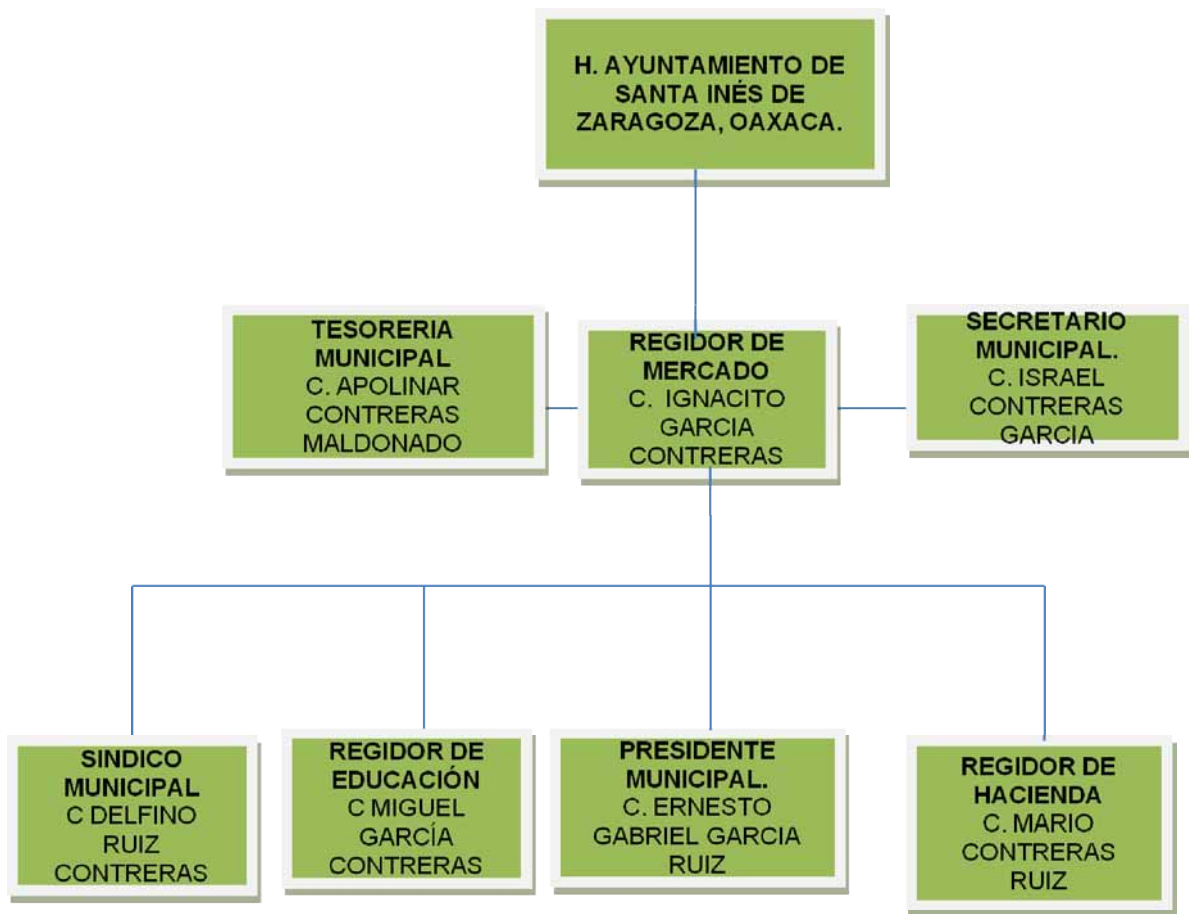 H. AYUNTAMIENTO DE
SANTA INÉS DE
ZARAGOZA, OAXACA.
TESORERIA
MUNICIPAL
C. APOLINAR
CONTRERAS
MALDONADO
REGIDOR DE
MERCADO
C. IGNACITO
GARCIA
CONTRERAS
SECRETARIO
MUNICIPAL.
C. ISRAEL
CONTRERAS
GARCIA
SINDICO
MUNICIPAL
C DELFINO
RUIZ
CONTRERAS
REGIDOR DE
EDUCACIÓN
C MIGUEL
GARCÍA
CONTRERAS
PRESIDENTE
MUNICIPAL.
C. ERNESTO
GABRIEL GARCIA
RUIZ
REGIDOR DE
HACIENDA
C. MARIO
CONTRERAS
RUIZ